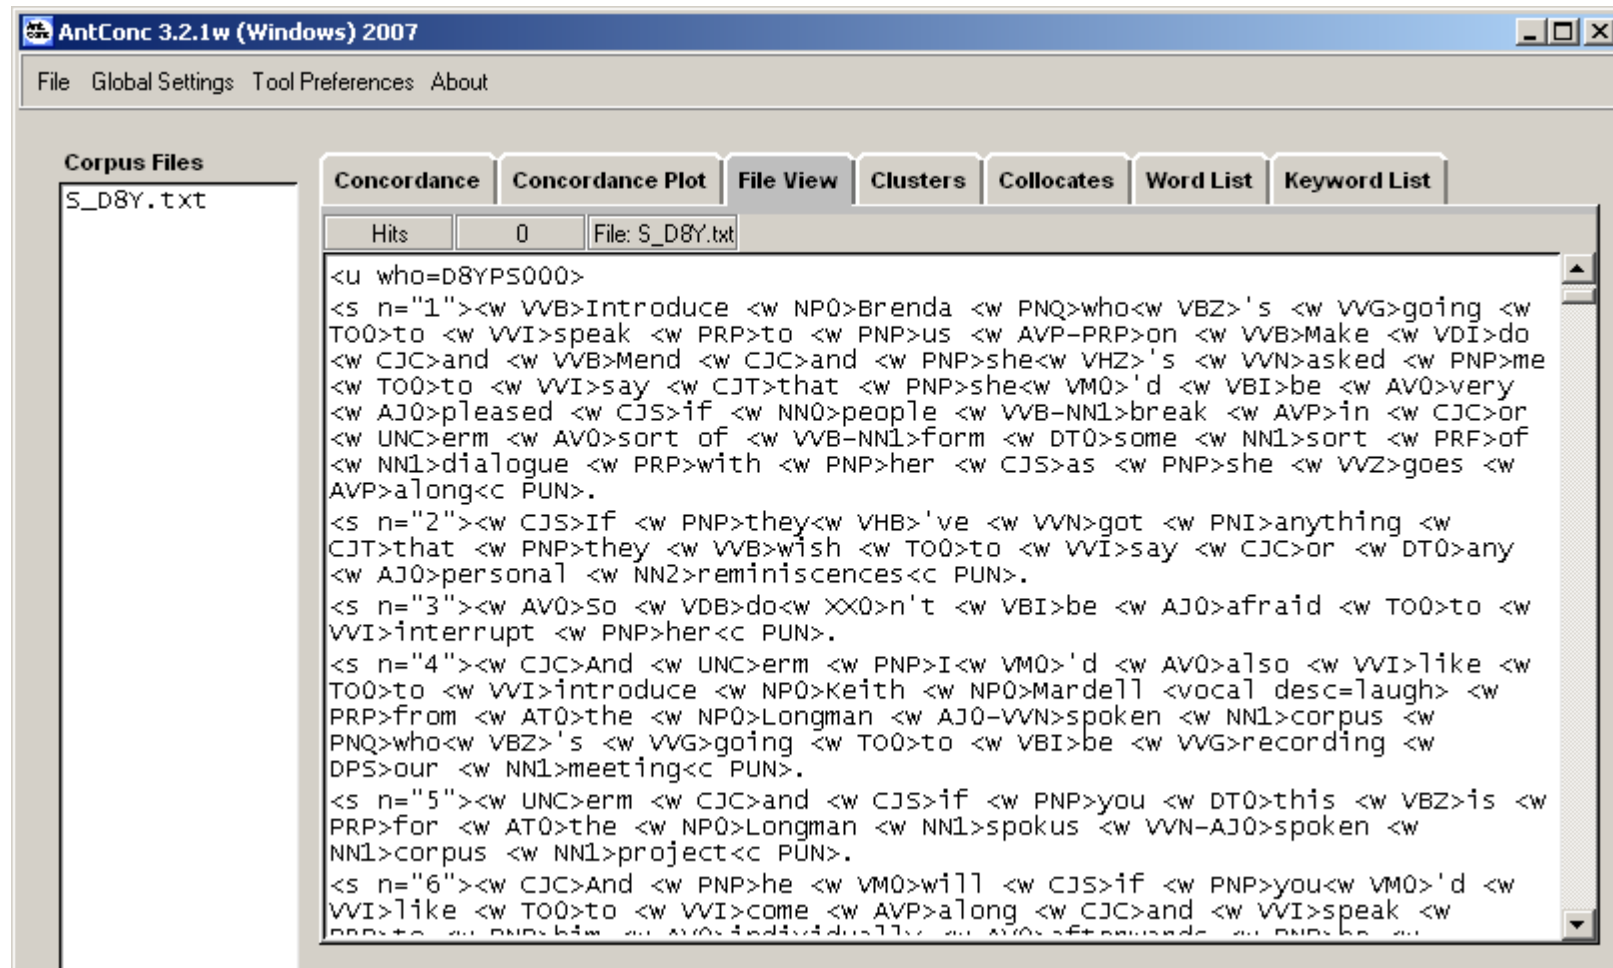 AntConc 3.2.1w (Windows) 2007
File Global Settings Tool Preferences About
Corpus Files
S_D8Y.txt
Concordance Concordance Plot File View Clusters Collocates Word List Keyword List
Hits 0 File: S_D8Y.txt
<u who=D8YPS000>
<s n="1"><w VVB>Introduce <w NP0>Brenda <w PNQ>who<w VBZ>'s <w VVG>going <w
TO0>to <w VVI>speak <w PRP>to <w PNP>us <w AVP-PRP>on <w VVB>Make <w VDI>do
<w CJC>and <w VVB>Mend <w CJC>and <w PNP>she<w VHZ>'s <w VVN>asked <w PNP>me
<w TO0>to <w VVI>say <w CJT>that <w PNP>she<w VM0>'d <w VBI>be <w AV0>very
<w AJ0>pleased <w CJS>if <w NN0>people <w VVB-NN1>break <w AVP>in <w CJC>or
<w UNC>erm <w AV0>sort of <w VVB-NN1>form <w DT0>some <w NN1>sort <w PRF>of
<w NN1>dialogue <w PRP>with <w PNP>her <w CJS>as <w PNP>she <w VVZ>goes <w
AVP>along<c PUN>.
<s n="2"><w CJS>If <w PNP>they<w VHB>'ve <w VVN>got <w PNI>anything <w
CJT>that <w PNP>they <w VVB>wish <w TO0>to <w VVI>say <w CJC>or <w DT0>any
<w AJ0>personal <w NN2>reminiscences<c PUN>.
<s n="3"><w AV0>So <w VDB>do<w XX0>n't <w VBI>be <w AJ0>afraid <w TO0>to <w
VVI>interrupt <w PNP>her<c PUN>.
<s n="4"><w CJC>And <w UNC>erm <w PNP>I<w VM0>'d <w AV0>also <w VVI>like <w
TO0>to <w VVI>introduce <w NP0>Keith <w NP0>Mardell <vocal desc=laugh> <w
PRP>from <w AT0>the <w NP0>Longman <w AJ0-VVN>spoken <w NN1>corpus <w
PNQ>who<w VBZ>'s <w VVG>going <w TO0>to <w VBI>be <w VVG>recording <w
DPS>our <w NN1>meeting<c PUN>.
<s n="5"><w UNC>erm <w CJC>and <w CJS>if <w PNP>you <w DT0>this <w VBZ>is <w
PRP>for <w AT0>the <w NP0>Longman <w NN1>spokus <w VVN-AJ0>spoken <w
NN1>corpus <w NN1>project<c PUN>.
<s n="6"><w CJC>And <w PNP>he <w VM0>will <w CJS>if <w PNP>you<w VM0>'d <w
VVI>like <w TO0>to <w VVI>come <w AVP>along <w CJC>and <w VVI>speak <w
PRP>to <w PNP>him <w AV0>individually <w AV0>afterwards <w PNP>he <w